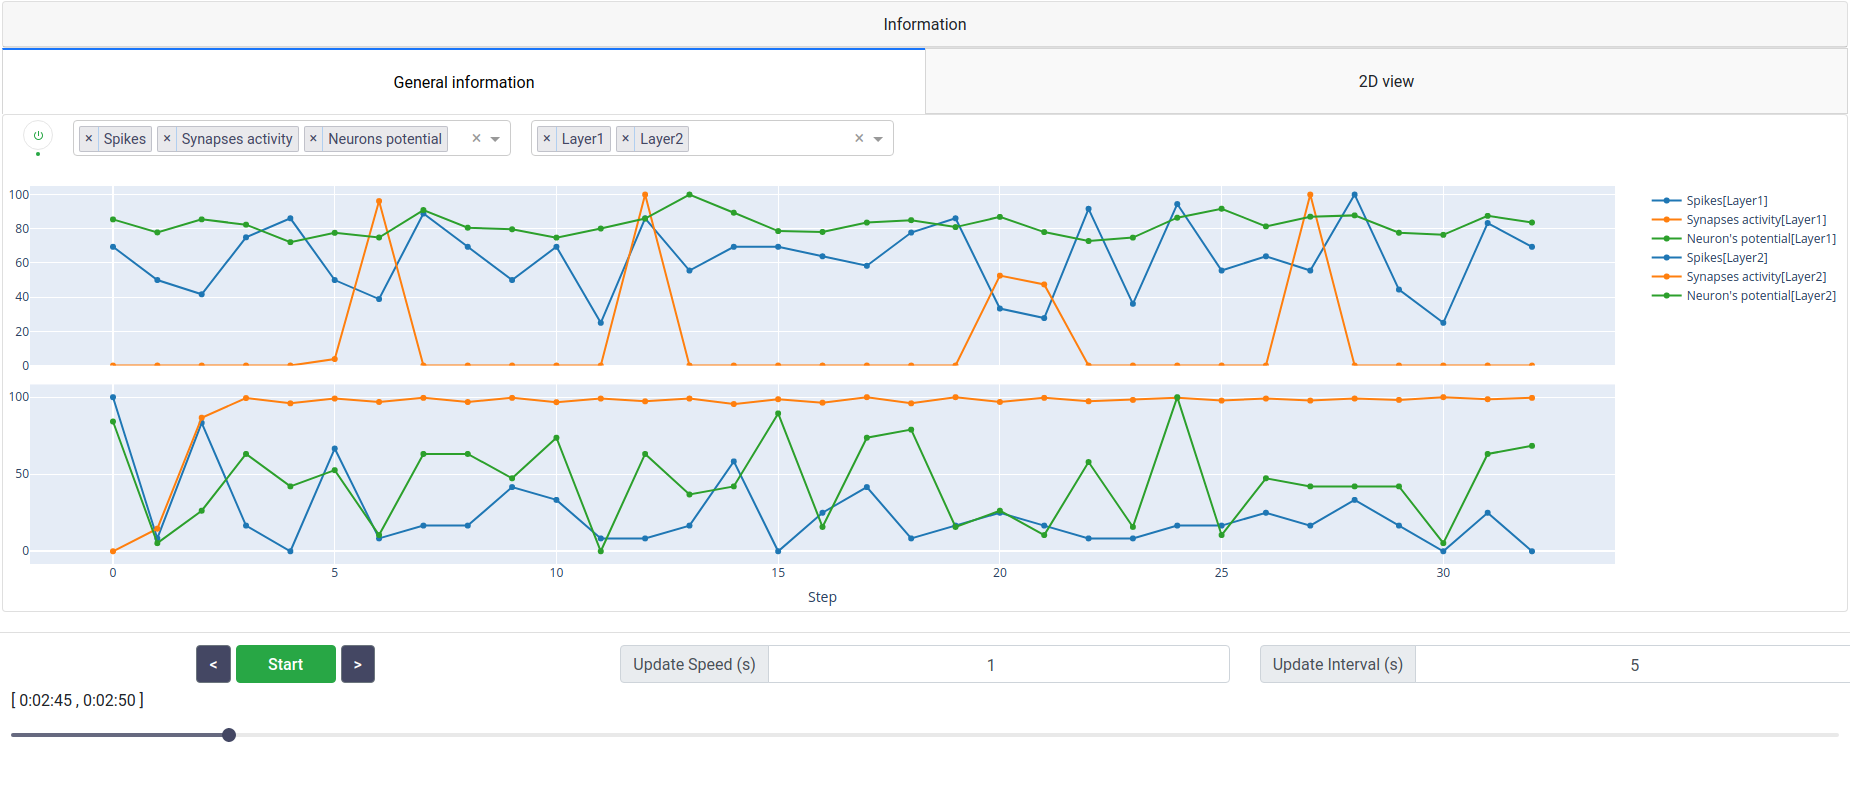 Information
General information
2D view
× Spikes × Synapses activity × Neurons potential ×
× Layer1 × Layer2 ×
100
80
60
40
20
0
Spikes[Layer1]
Synapses activity[Layer1]
Neuron's potential[Layer1]
Spikes[Layer2]
Synapses activity[Layer2]
Neuron's potential[Layer2]
100
50
0
0 5 10 15 20 25 30
Step
< Start >
Update Speed (s) 1
Update Interval (s) 5
[ 0:02:45 , 0:02:50 ]